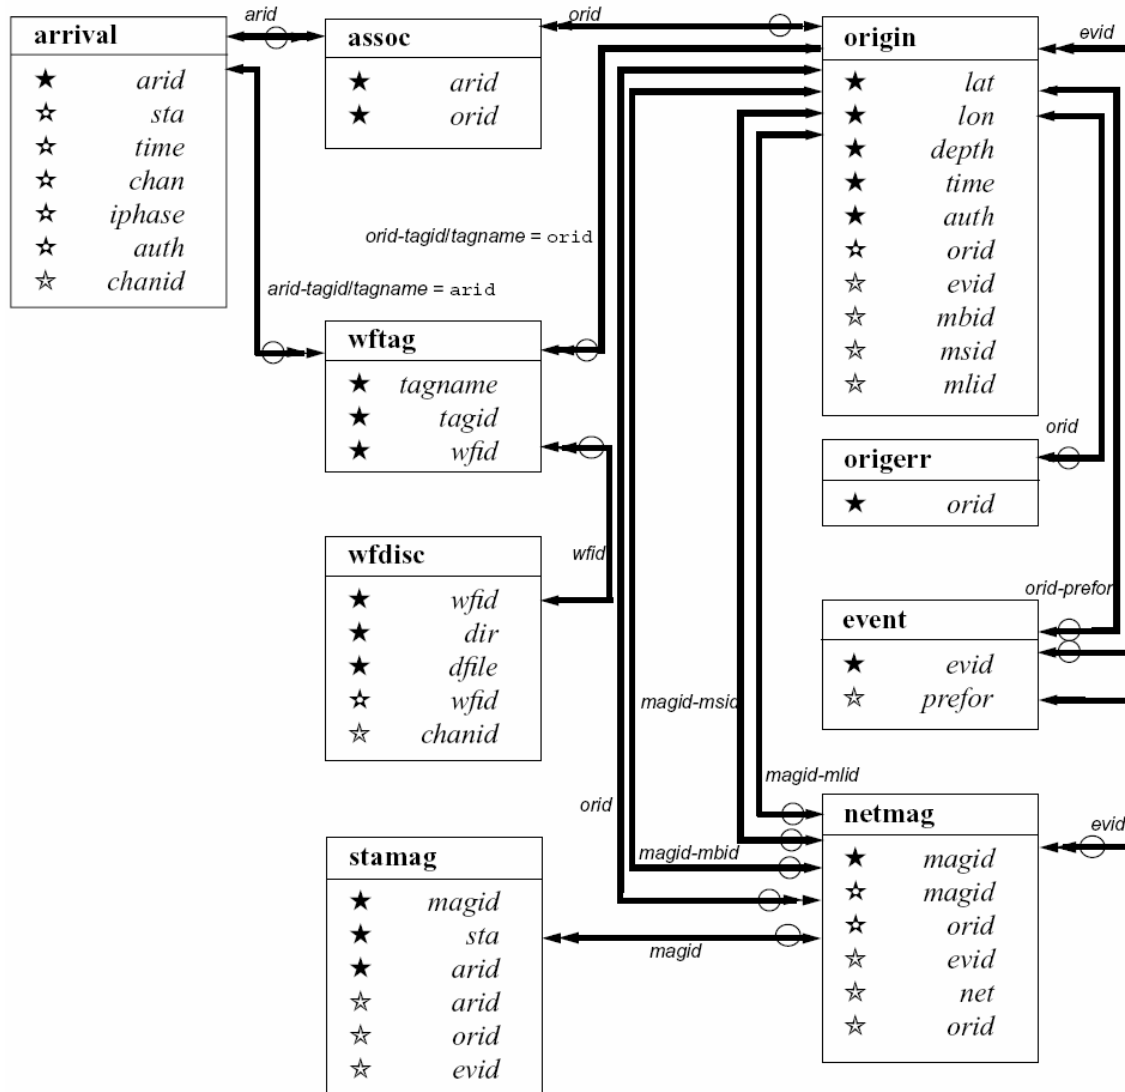 arid
arrival
arid
sta
time
chan
iphase
auth
chanid
assoc
arid
orid
orid
origin
lat
lon
depth
time
auth
orid
evid
mbid
msid
mlid
evid
orid-tagid/tagname = orid
arid-tagid/tagname = arid
wftag
tagname
tagid
wfid
orid
origerr
orid
wfdisc
wfid
dir
dfile
wfid
chanid
wfid
orid-prefor
event
evid
prefor
magid-msid
magid-mlid
orid
magid-mbid
netmag
magid
magid
orid
evid
net
orid
evid
stamag
magid
sta
arid
arid
orid
evid
magid